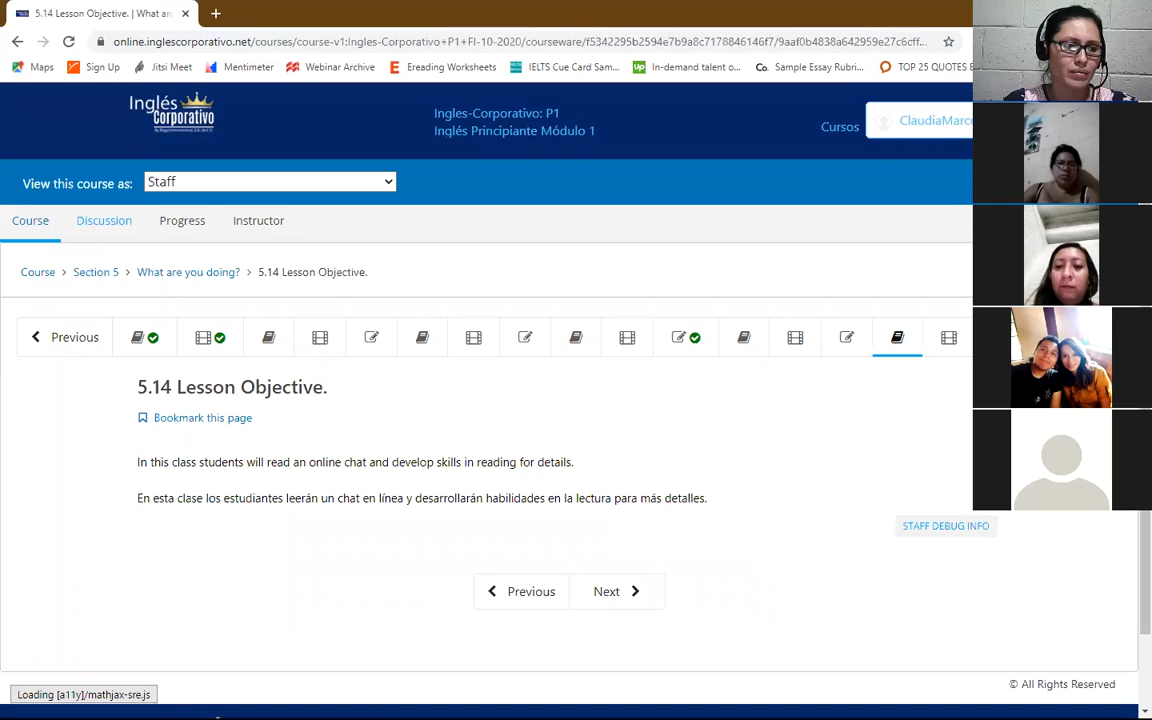 5.14 Lesson Objective. | What are
online.inglescorporativo.net/courses/course-v1:Ingles-Corporativo+P1+FI-10-2020/courseware/f5342295b2594e7b9a8c7178846146f7/9aaf0b4838a642959e27c6cff...
Maps Sign Up Jitsi Meet Mentimeter Webinar Archive Ereading Worksheets IELTS Cue Card Sam... In-demand talent o... Co. Sample Essay Rubri... TOP 25 QUOTES
Inglés
Corporativo
Ingles-Corporativo: P1
Inglés Principiante Módulo 1
Cursos
ClaudiaMarce
View this course as: Staff
Course Discussion Progress Instructor
Course > Section 5 > What are you doing? > 5.14 Lesson Objective.
Previous
5.14 Lesson Objective.
Bookmark this page
In this class students will read an online chat and develop skills in reading for details.
En esta clase los estudiantes leerán un chat en línea y desarrollarán habilidades en la lectura para más detalles.
STAFF DEBUG INFO
Previous Next
© All Rights Reserved
Loading [a11y]/mathjax-sre.js